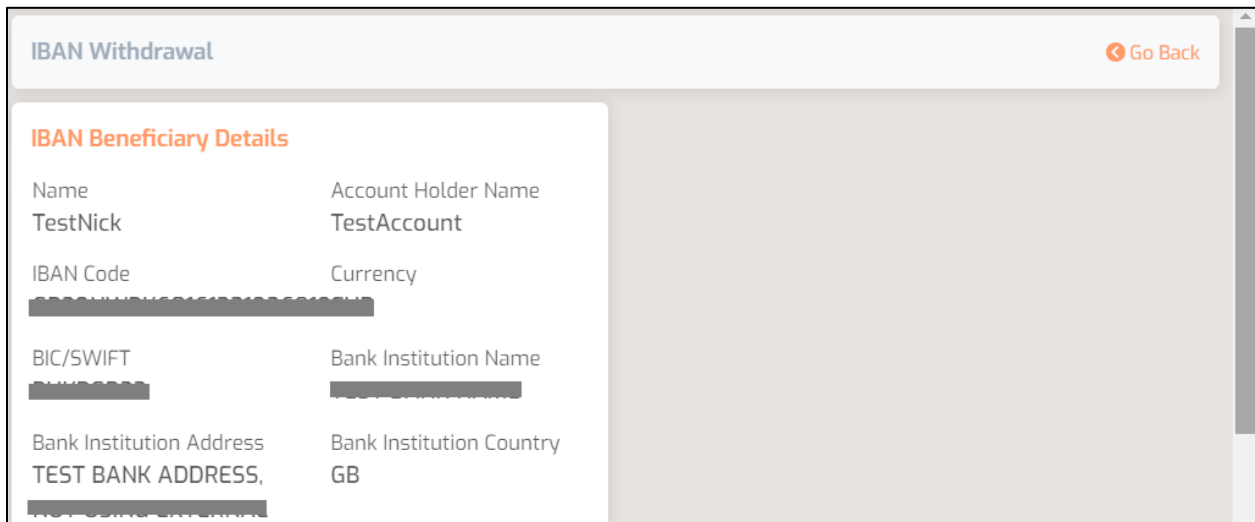 IBAN Withdrawal
Go Back
IBAN Beneficiary Details
Name Account Holder Name
TestNick TestAccount
IBAN Code Currency
BIC/SWIFT Bank Institution Name
Bank Institution Address Bank Institution Country
TEST BANK ADDRESS, GB